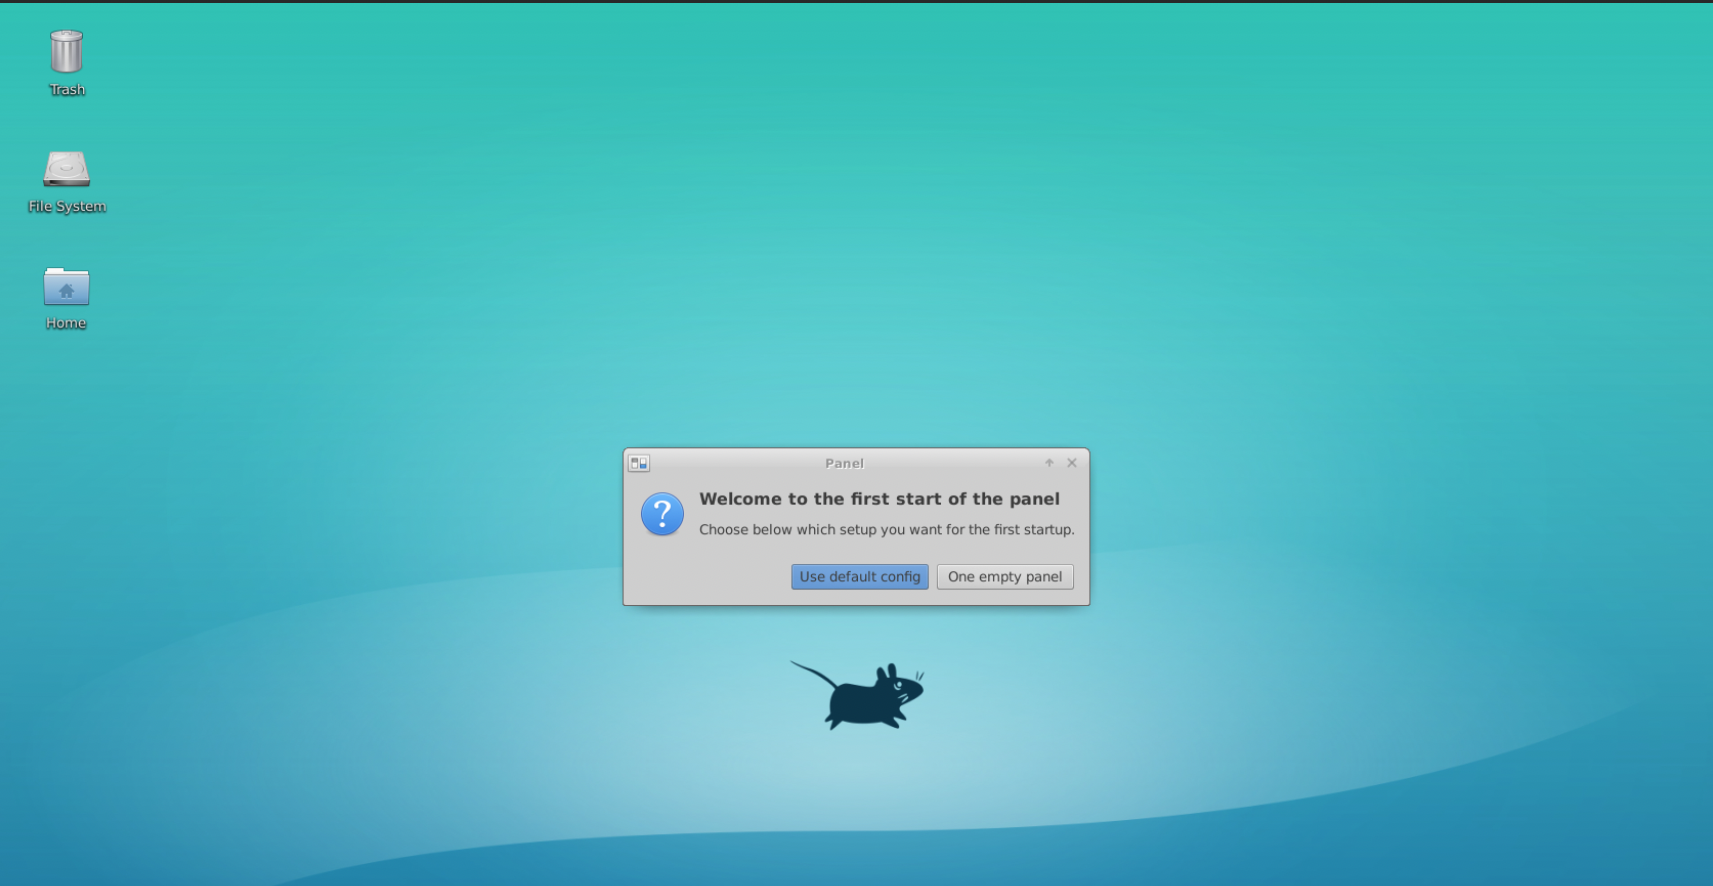 Trash
File System
Home
Panel
Welcome to the first start of the panel
Choose below which setup you want for the first startup.
Use default config
One empty panel